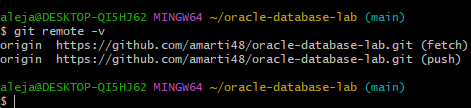 aleja@DESKTOP-QI5HJ62 MINGW64 ~/oracle-database-lab (main)
$ git remote -v
origin  https://github.com/amarti48/oracle-database-lab.git (fetch)
origin  https://github.com/amarti48/oracle-database-lab.git (push)
aleja@DESKTOP-QI5HJ62 MINGW64 ~/oracle-database-lab (main)
$